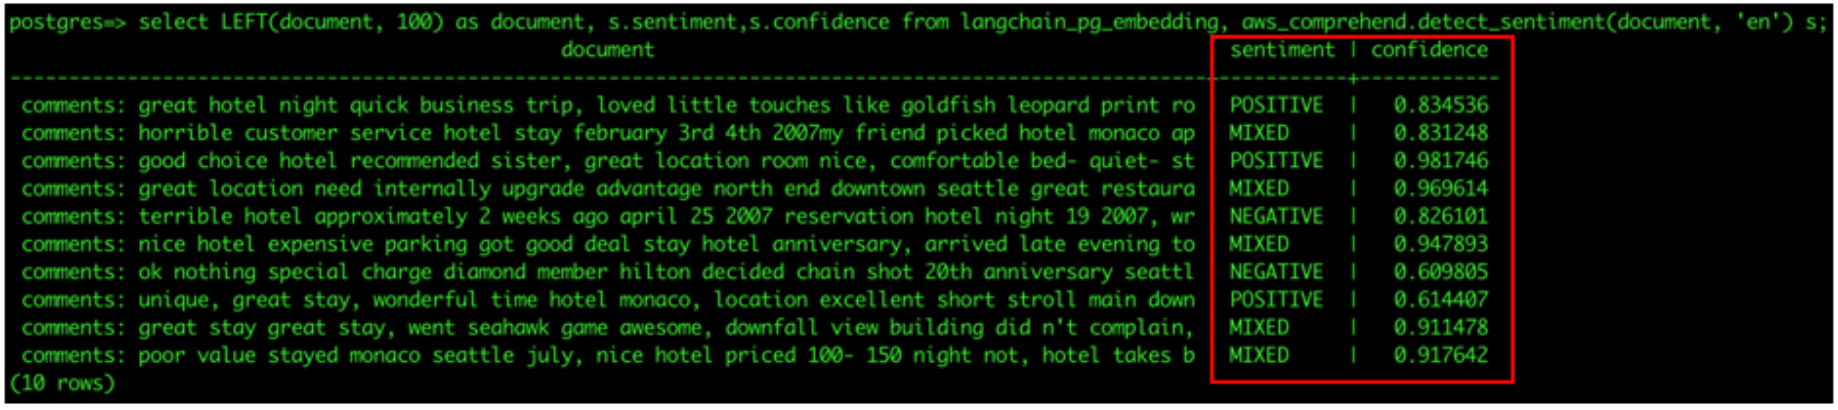 postgres=> select LEFT(document, 100) as document, s.sentiment,s.confidence from langchain_pg_embedding, aws_comprehend.detect_sentiment(document, 'en') s;
document | sentiment | confidence
----------------------------------------------------------------------------------------------------+-----------+------------
comments: great hotel night quick business trip, loved little touches like goldfish leopard print ro | POSITIVE | 0.834536
comments: horrible customer service hotel stay february 3rd 4th 2007my friend picked hotel monaco ap | MIXED | 0.831248
comments: good choice hotel recommended sister, great location room nice, comfortable bed- quiet- st | POSITIVE | 0.981746
comments: great location need internally upgrade advantage north end downtown seattle great restaura | MIXED | 0.969614
comments: terrible hotel approximately 2 weeks ago april 25 2007 reservation hotel night 19 2007, wr | NEGATIVE | 0.826101
comments: nice hotel expensive parking got good deal stay hotel anniversary, arrived late evening to | MIXED | 0.947893
comments: ok nothing special charge diamond member hilton decided chain shot 20th anniversary seattl | NEGATIVE | 0.609805
comments: unique, great stay, wonderful time hotel monaco, location excellent short stroll main down | POSITIVE | 0.614407
comments: great stay great stay, went seahawk game awesome, downfall view building did n't complain, | MIXED | 0.911478
comments: poor value stayed monaco seattle july, nice hotel priced 100- 150 night not, hotel takes b | MIXED | 0.917642
(10 rows)